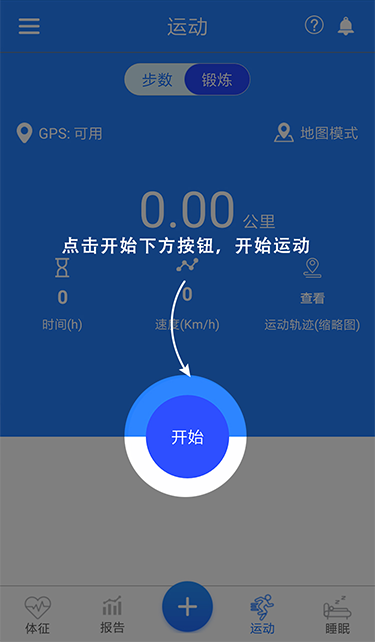 运动
步数 锻炼
GPS: 可用 地图模式
0.00 公里
点击开始下方按钮，开始运动
0 0 查看
时间(h) 速度(Km/h) 运动轨迹(缩略图)
开始
体征 报告 运动 睡眠